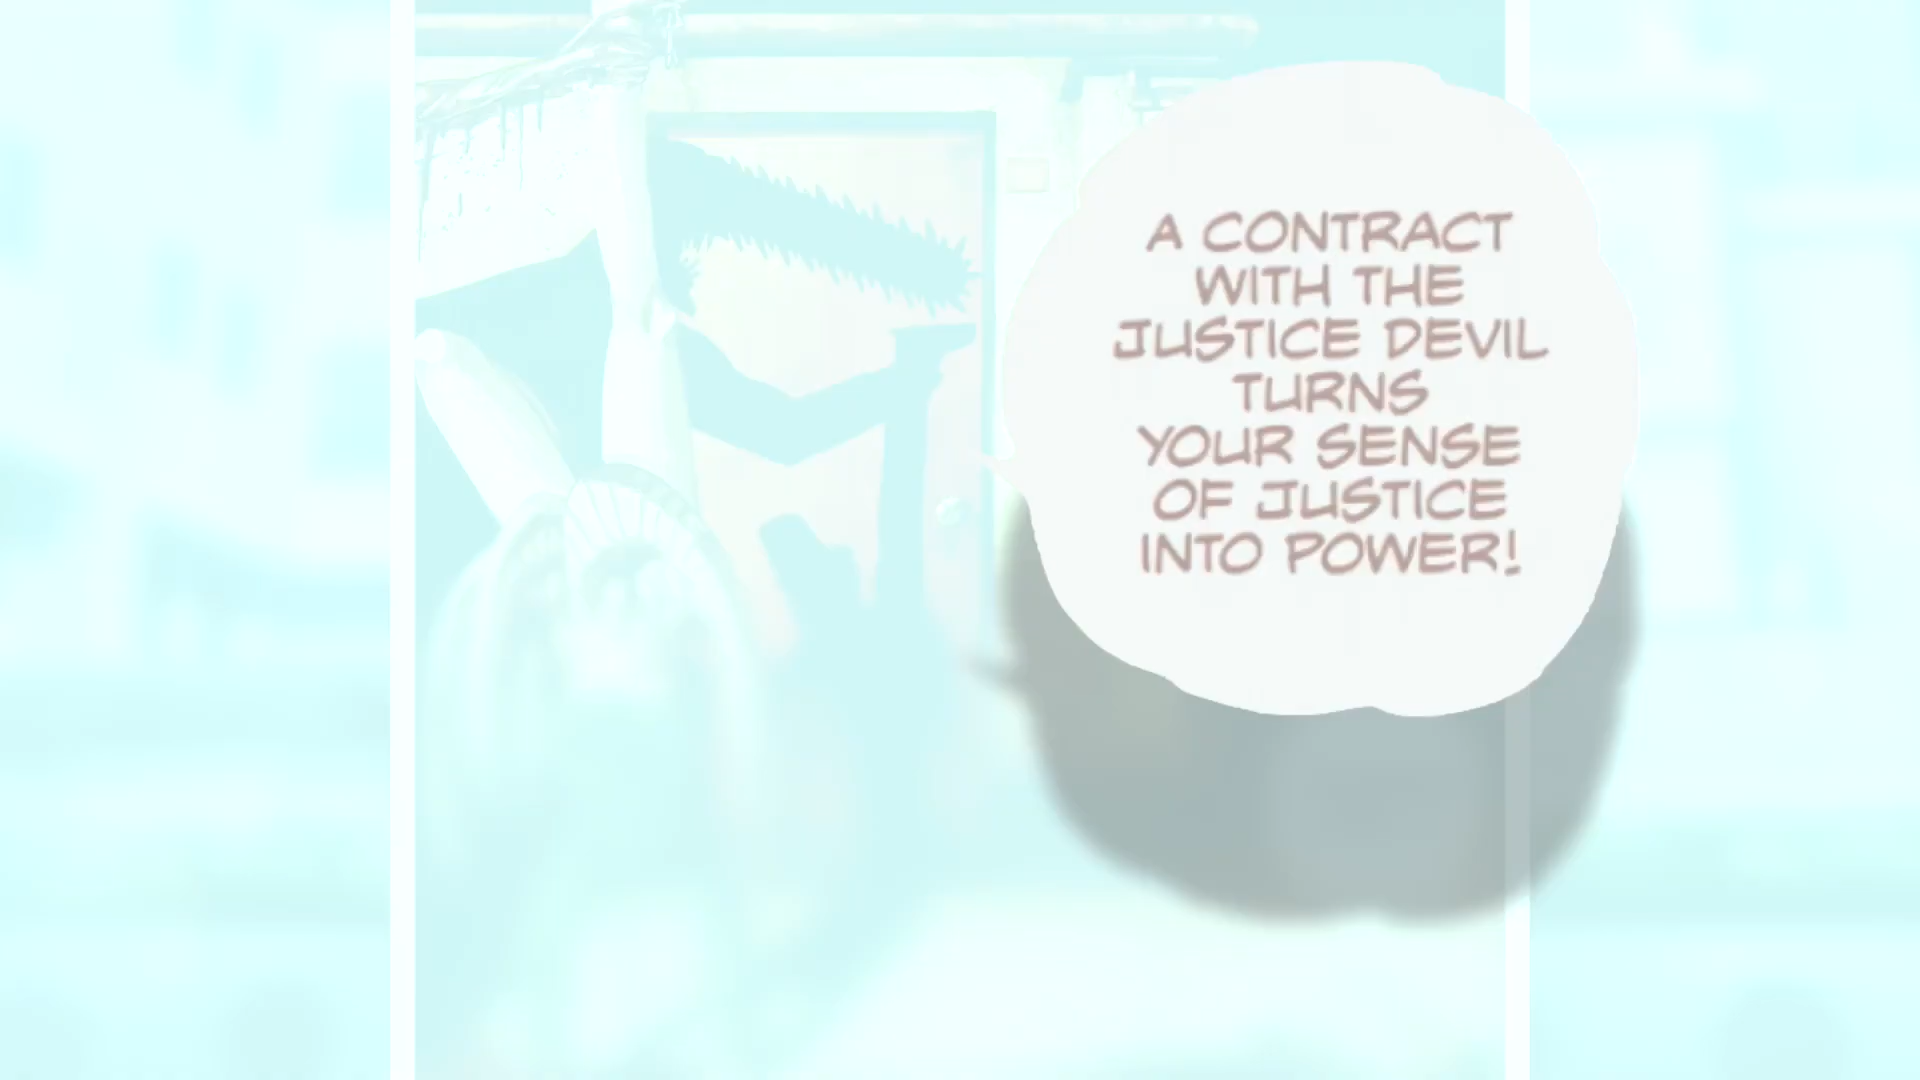 A CONTRACT
WITH THE
JUSTICE DEVIL
TURNS
YOUR SENSE
OF JUSTICE
INTO POWER!